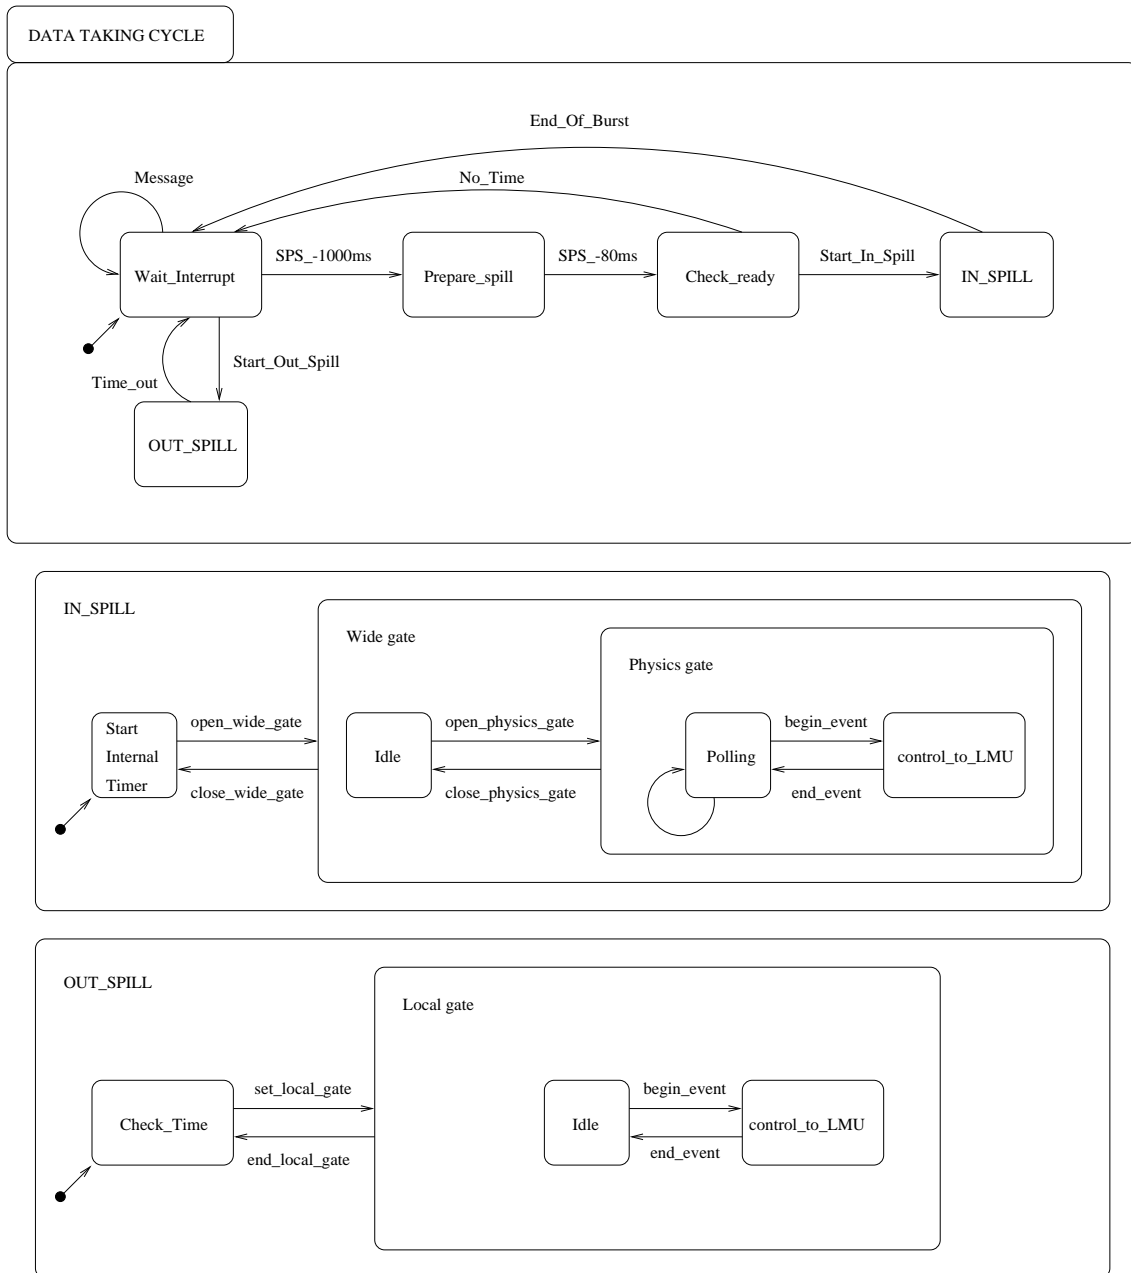 DATA TAKING CYCLE
End_Of_Burst
Message
No_Time
Wait_Interrupt
SPS_-1000ms
Prepare_spill
SPS_-80ms
Check_ready
Start_In_Spill
IN_SPILL
Start_Out_Spill
Time_out
OUT_SPILL
IN_SPILL
Wide gate
Physics gate
Start
Internal
Timer
open_wide_gate
close_wide_gate
Idle
open_physics_gate
close_physics_gate
Polling
begin_event
end_event
control_to_LMU
OUT_SPILL
Local gate
Check_Time
set_local_gate
end_local_gate
Idle
begin_event
end_event
control_to_LMU